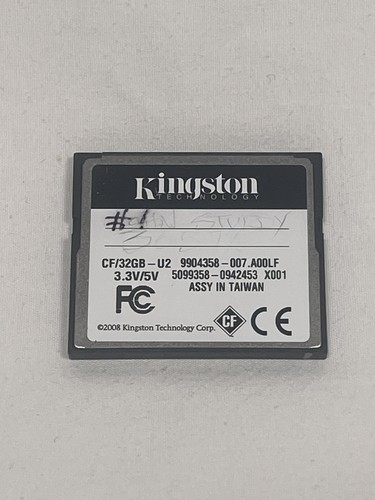 Kingston
TECHNOLOGY
#1
CF/32GB-U2 9904358-007.A00LF
3.3V/5V 5099358-0942453 X001
ASSY IN TAIWAN
FC
©2008 Kingston Technology Corp.
CF
CE